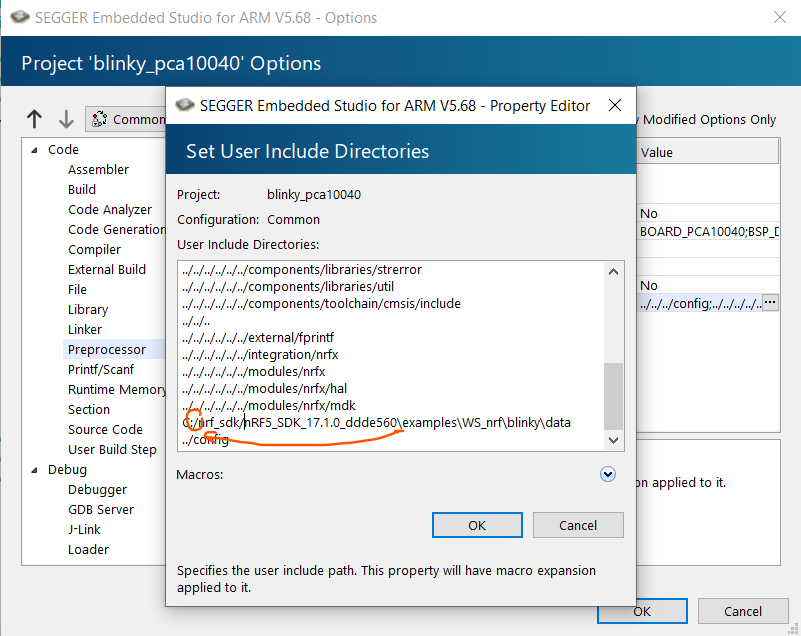 SEGGER Embedded Studio for ARM V5.68 - Options
Project 'blinky_pca10040' Options
Common
Modified Options Only
Code
Assembler
Build
Code Analyzer
Code Generation
Compiler
External Build
File
Library
Linker
Preprocessor
Printf/Scanf
Runtime Memory
Section
Source Code
User Build Step
Debug
Debugger
GDB Server
J-Link
Loader
SEGGER Embedded Studio for ARM V5.68 - Property Editor
Set User Include Directories
Project: blinky_pca10040
Configuration: Common
User Include Directories:
../../../../../../components/libraries/strerror
../../../../../../components/libraries/util
../../../../../../components/toolchain/cmsis/include
../../..
../../../../../../external/fprintf
../../../../../../integration/nrfx
../../../../../../modules/nrfx
../../../../../../modules/nrfx/hal
../../../../../../modules/nrfx/mdk
C:/nrf_sdk/nRF5_SDK_17.1.0_ddde560\examples\WS_nrf\blinky\data
../config
Macros:
OK Cancel
Specifies the user include path. This property will have macro expansion
applied to it.
Value
No
BOARD_PCA10040;BSP_D
No
../../../config;../../../../..
on applied to it.
OK Cancel